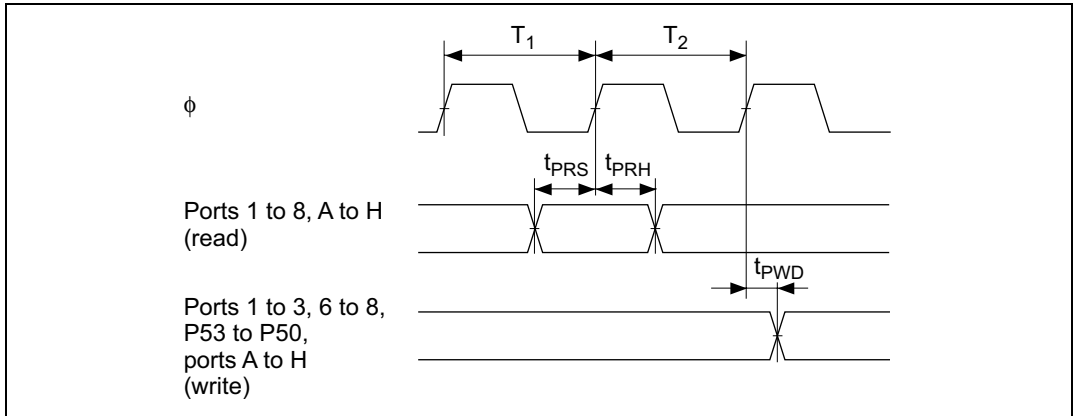 T1 T2
ϕ
tPRS tPRH
Ports 1 to 8, A to H
(read)
tPWD
Ports 1 to 3, 6 to 8,
P53 to P50,
ports A to H
(write)